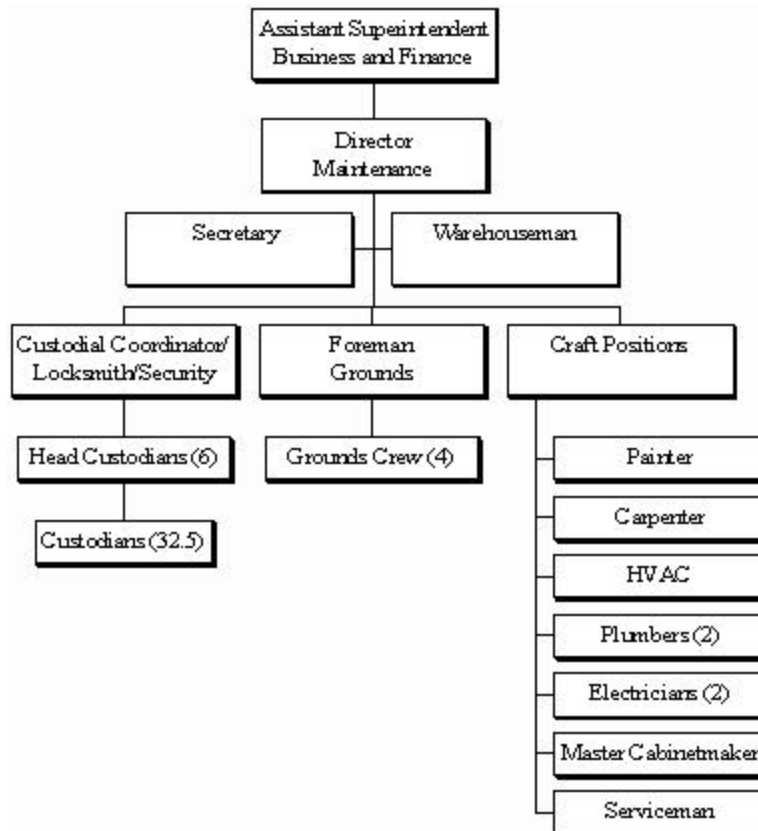 Assistant Superintendent
Business and Finance
Director
Maintenance
Secretary
Warehouseman
Custodial Coordinator/
Locksmith/Security
Foreman
Grounds
Craft Positions
Head Custodians (6)
Grounds Crew (4)
Painter
Custodians (32.5)
Carpenter
HVAC
Plumbers (2)
Electricians (2)
Master Cabinetmaker
Serviceman